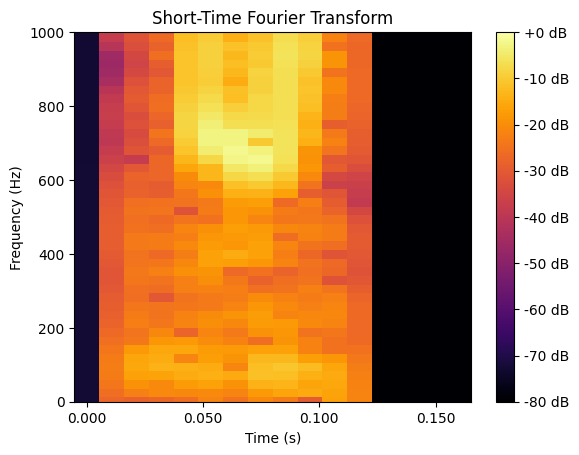 Short-Time Fourier Transform
1000
800
600
400
200
0
Frequency (Hz)
0.000
0.050
0.100
0.150
Time (s)
+0 dB
-10 dB
-20 dB
-30 dB
-40 dB
-50 dB
-60 dB
-70 dB
-80 dB